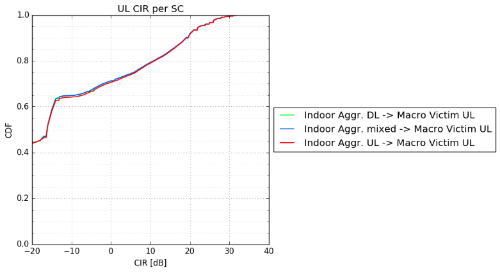 UL CIR per SC
1.0
0.8
0.6
0.4
0.2
0.0
CDF
−20 −10 0 10 20 30 40
CIR [dB]
Indoor Aggr. DL -> Macro Victim UL
Indoor Aggr. mixed -> Macro Victim UL
Indoor Aggr. UL -> Macro Victim UL